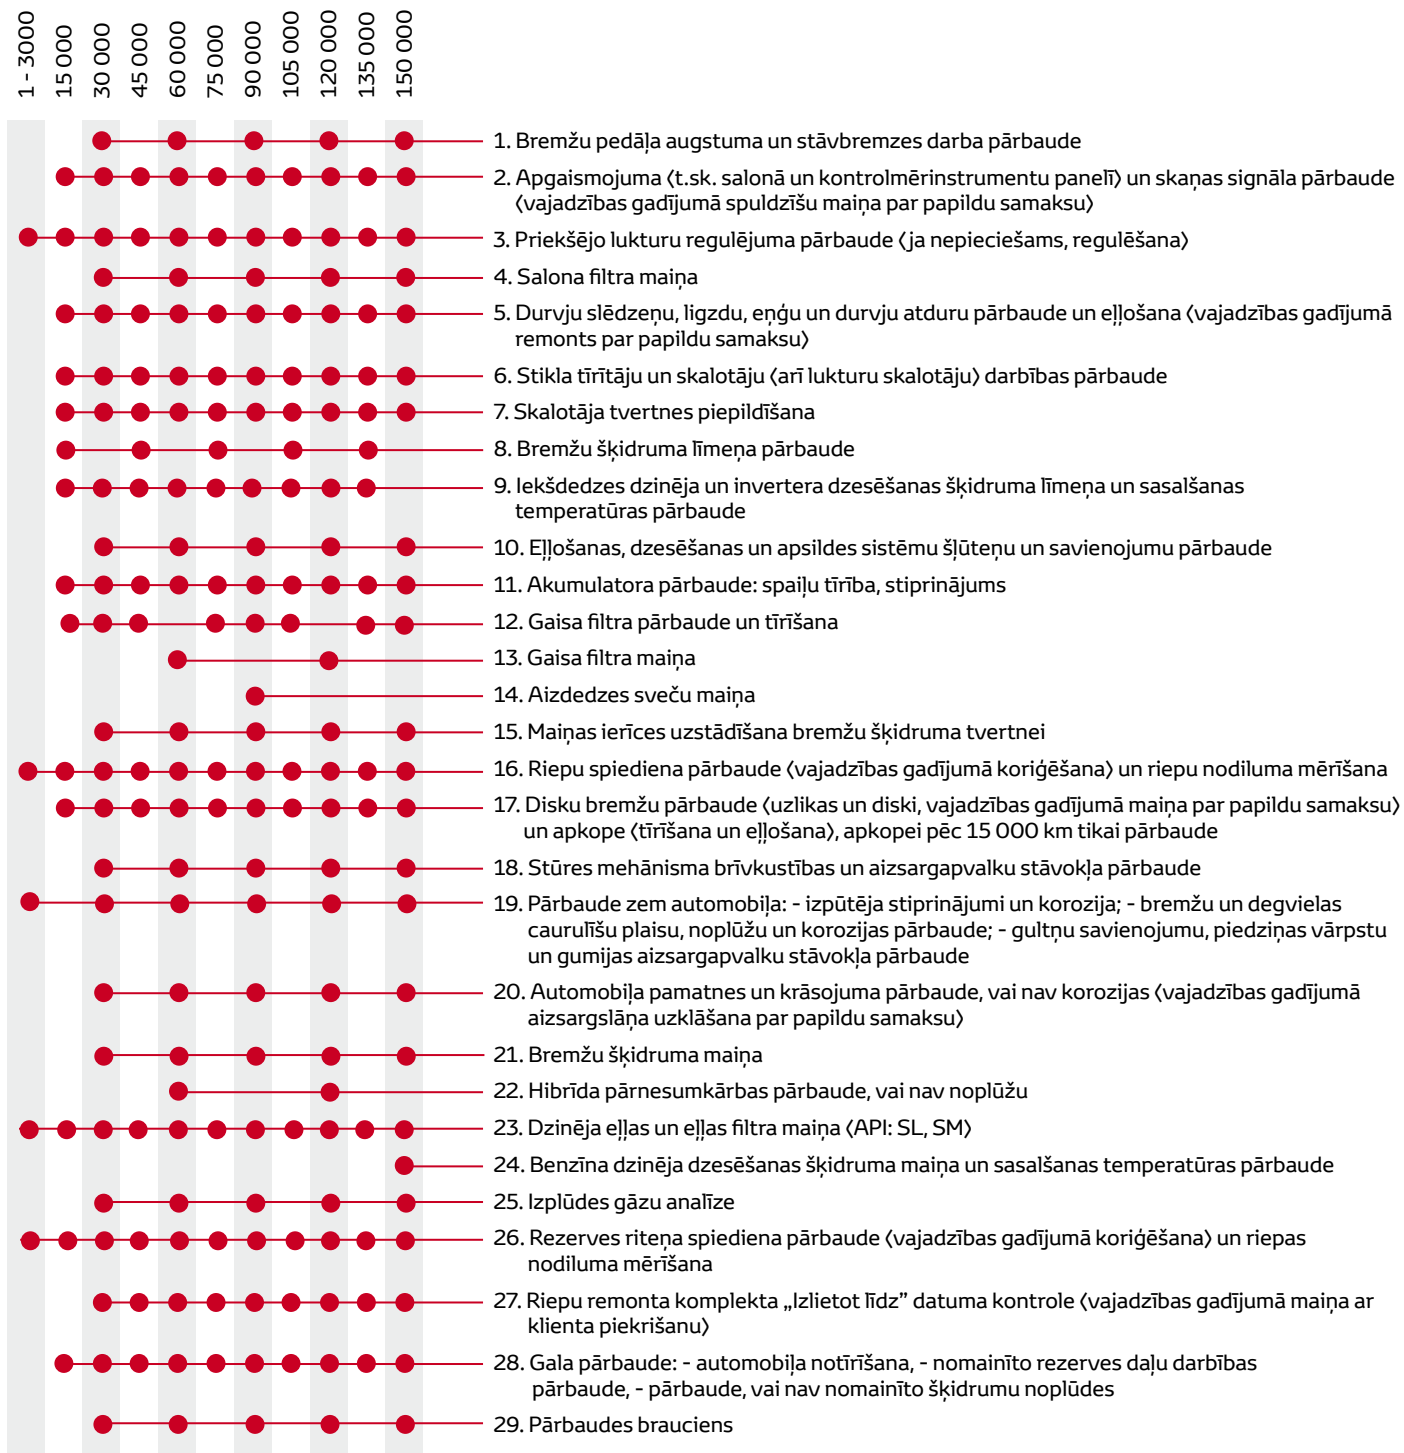 1 - 3000
15 000
30 000
45 000
60 000
75 000
90 000
105 000
120 000
135 000
150 000
1. Bremžu pedāļa augstuma un stāvbremzes darba pārbaude
2. Apgaismojuma (t.sk. salonā un kontrolmērinstrumentu panelī) un skaņas signāla pārbaude
(vajadzības gadījumā spuldzīšu maiņa par papildu samaksu)
3. Priekšējo lukturu regulējuma pārbaude (ja nepieciešams, regulēšana)
4. Salona filtra maiņa
5. Durvju slēdzeņu, ligzdu, eņģu un durvju atduru pārbaude un eļļošana (vajadzības gadījumā
remonts par papildu samaksu)
6. Stikla tīrītāju un skalotāju (arī lukturu skalotāju) darbības pārbaude
7. Skalotāja tvertnes piepildīšana
8. Bremžu šķidruma līmeņa pārbaude
9. Iekšdedzes dzinēja un invertera dzesēšanas šķidruma līmeņa un sasalšanas
temperatūras pārbaude
10. Eļļošanas, dzesēšanas un apsildes sistēmu šļūteņu un savienojumu pārbaude
11. Akumulatora pārbaude: spaiļu tīrība, stiprinājums
12. Gaisa filtra pārbaude un tīrīšana
13. Gaisa filtra maiņa
14. Aizdedzes sveču maiņa
15. Maiņas ierīces uzstādīšana bremžu šķidruma tvertnei
16. Riepu spiediena pārbaude (vajadzības gadījumā koriģēšana) un riepu nodiluma mērīšana
17. Disku bremžu pārbaude (uzlikas un diski, vajadzības gadījumā maiņa par papildu samaksu)
un apkope (tīrīšana un eļļošana), apkopei pēc 15 000 km tikai pārbaude
18. Stūres mehānisma brīvkustības un aizsargapvalku stāvokļa pārbaude
19. Pārbaude zem automobiļa: - izpūtēja stiprinājumi un korozija; - bremžu un degvielas
caurulīšu plaisu, noplūžu un korozijas pārbaude; - gultņu savienojumu, piedziņas vārpstu
un gumijas aizsargapvalku stāvokļa pārbaude
20. Automobiļa pamatnes un krāsojuma pārbaude, vai nav korozijas (vajadzības gadījumā
aizsargslāņa uzklāšana par papildu samaksu)
21. Bremžu šķidruma maiņa
22. Hibrīda pārnesumkārbas pārbaude, vai nav noplūžu
23. Dzinēja eļļas un eļļas filtra maiņa (API: SL, SM)
24. Benzīna dzinēja dzesēšanas šķidruma maiņa un sasalšanas temperatūras pārbaude
25. Izplūdes gāzu analīze
26. Rezerves riteņa spiediena pārbaude (vajadzības gadījumā koriģēšana) un riepas
nodiluma mērīšana
27. Riepu remonta komplekta „Izlietot līdz” datuma kontrole (vajadzības gadījumā maiņa ar
klienta piekrišanu)
28. Gala pārbaude: - automobiļa notīrīšana, - nomainīto rezerves daļu darbības
pārbaude, - pārbaude, vai nav nomainīto šķidrumu noplūdes
29. Pārbaudes brauciens